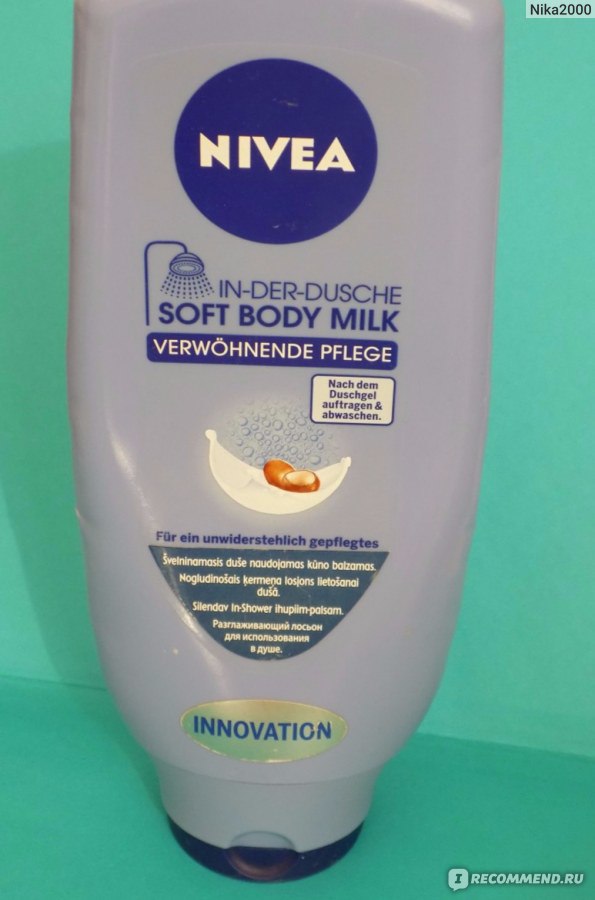 Nika2000
NIVEA
IN-DER-DUSCHE
SOFT BODY MILK
VERWÖHNENDE PFLEGE
Nach dem
Duschgel
auftragen &
abwaschen.
Für ein unwiderstehlich gepflegtes
Švelninamasis duše naudojamas kūno balzamas.
Nogludinošais ķermeņa losjons lietošanai
dušā.
Silendav In-Shower ihupiim-palsam.
Разглаживающий лосьон
для использования
в душе.
INNOVATION
IRECOMMEND.RU